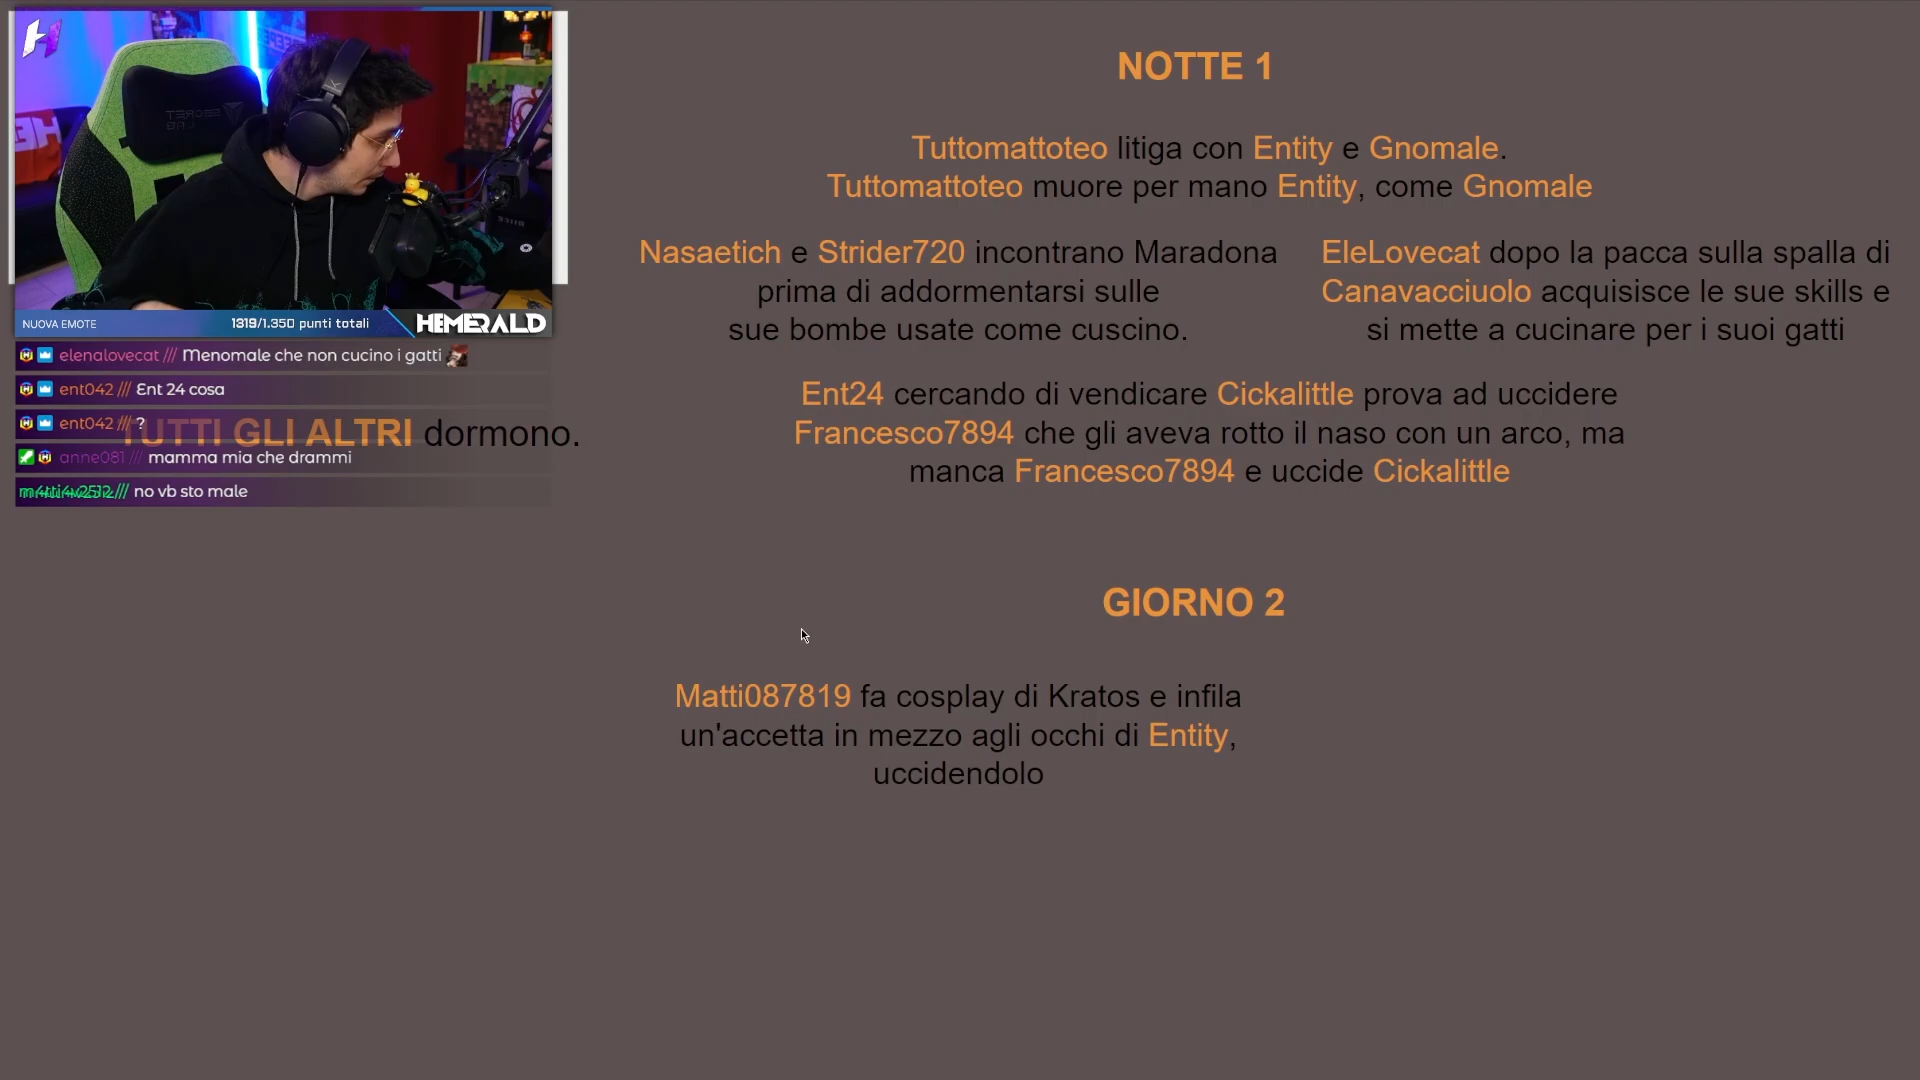 NOTTE 1
Tuttomattoteo litiga con Entity e Gnomale.
Tuttomattoteo muore per mano Entity, come Gnomale
Nasaetich e Strider720 incontrano Maradona
prima di addormentarsi sulle
sue bombe usate come cuscino.
EleLovecat dopo la pacca sulla spalla di
Canavacciuolo acquisisce le sue skills e
si mette a cucinare per i suoi gatti
Ent24 cercando di vendicare Cickalittle prova ad uccidere
Francesco7894 che gli aveva rotto il naso con un arco, ma
manca Francesco7894 e uccide Cickalittle
TUTTI GLI ALTRI dormono.
GIORNO 2
Matti087819 fa cosplay di Kratos e infila
un'accetta in mezzo agli occhi di Entity,
uccidendolo
NUOVA EMOTE
1319/1.350 punti totali
HEMERALD
elenalovecat /// Menomale che non cucino i gatti
ent042 /// Ent 24 cosa
ent042 /// ?
anne081 /// mamma mia che drammi
m4tti4v2512 /// no vb sto male